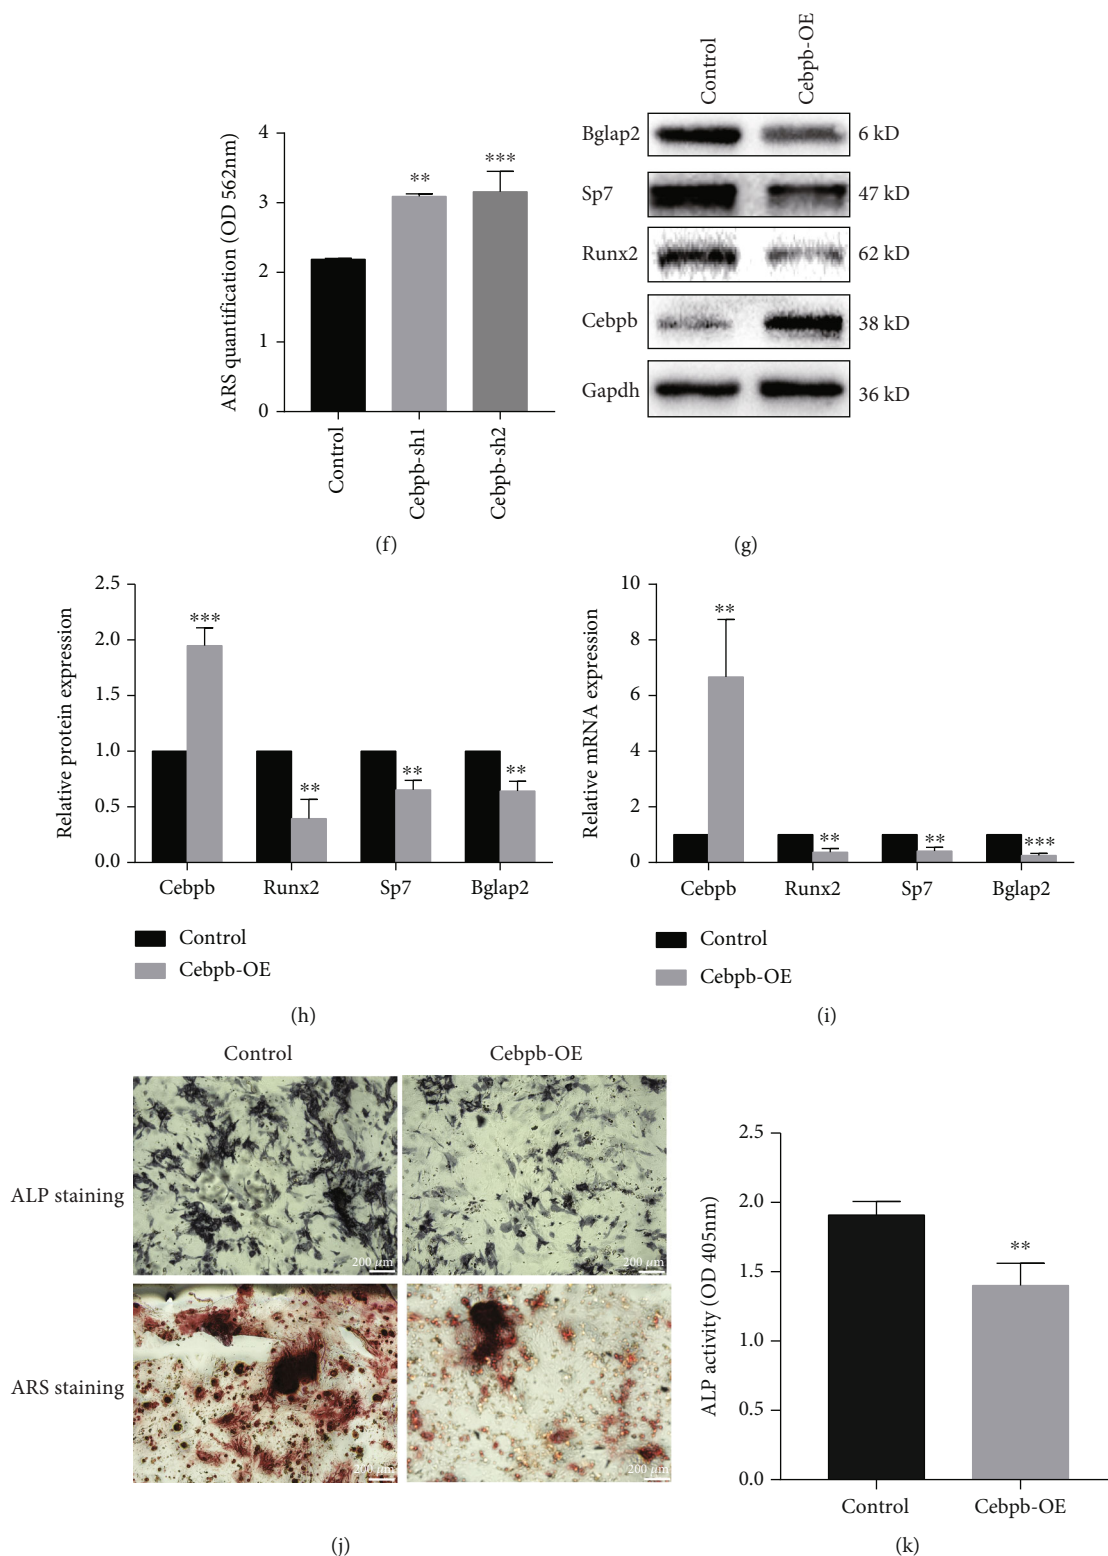 ARS quantification (OD 562nm)
4
3
2
1
0
**
***
Control
Cebpb-sh1
Cebpb-sh2
(f)
Control
Cebpb-OE
Bglap2
6 kD
Sp7
47 kD
Runx2
62 kD
Cebpb
38 kD
Gapdh
36 kD
(g)
Relative protein expression
2.5
2.0
1.5
1.0
0.5
0.0
***
**
**
**
Cebpb
Runx2
Sp7
Bglap2
Control
Cebpb-OE
(h)
Relative mRNA expression
10
8
6
4
2
0
**
**
**
***
Cebpb
Runx2
Sp7
Bglap2
Control
Cebpb-OE
(i)
Control
Cebpb-OE
ALP staining
200 µm
200 µm
ARS staining
200 µm
200 µm
(j)
ALP activity (OD 405nm)
2.5
2.0
1.5
1.0
0.5
0.0
**
Control
Cebpb-OE
(k)